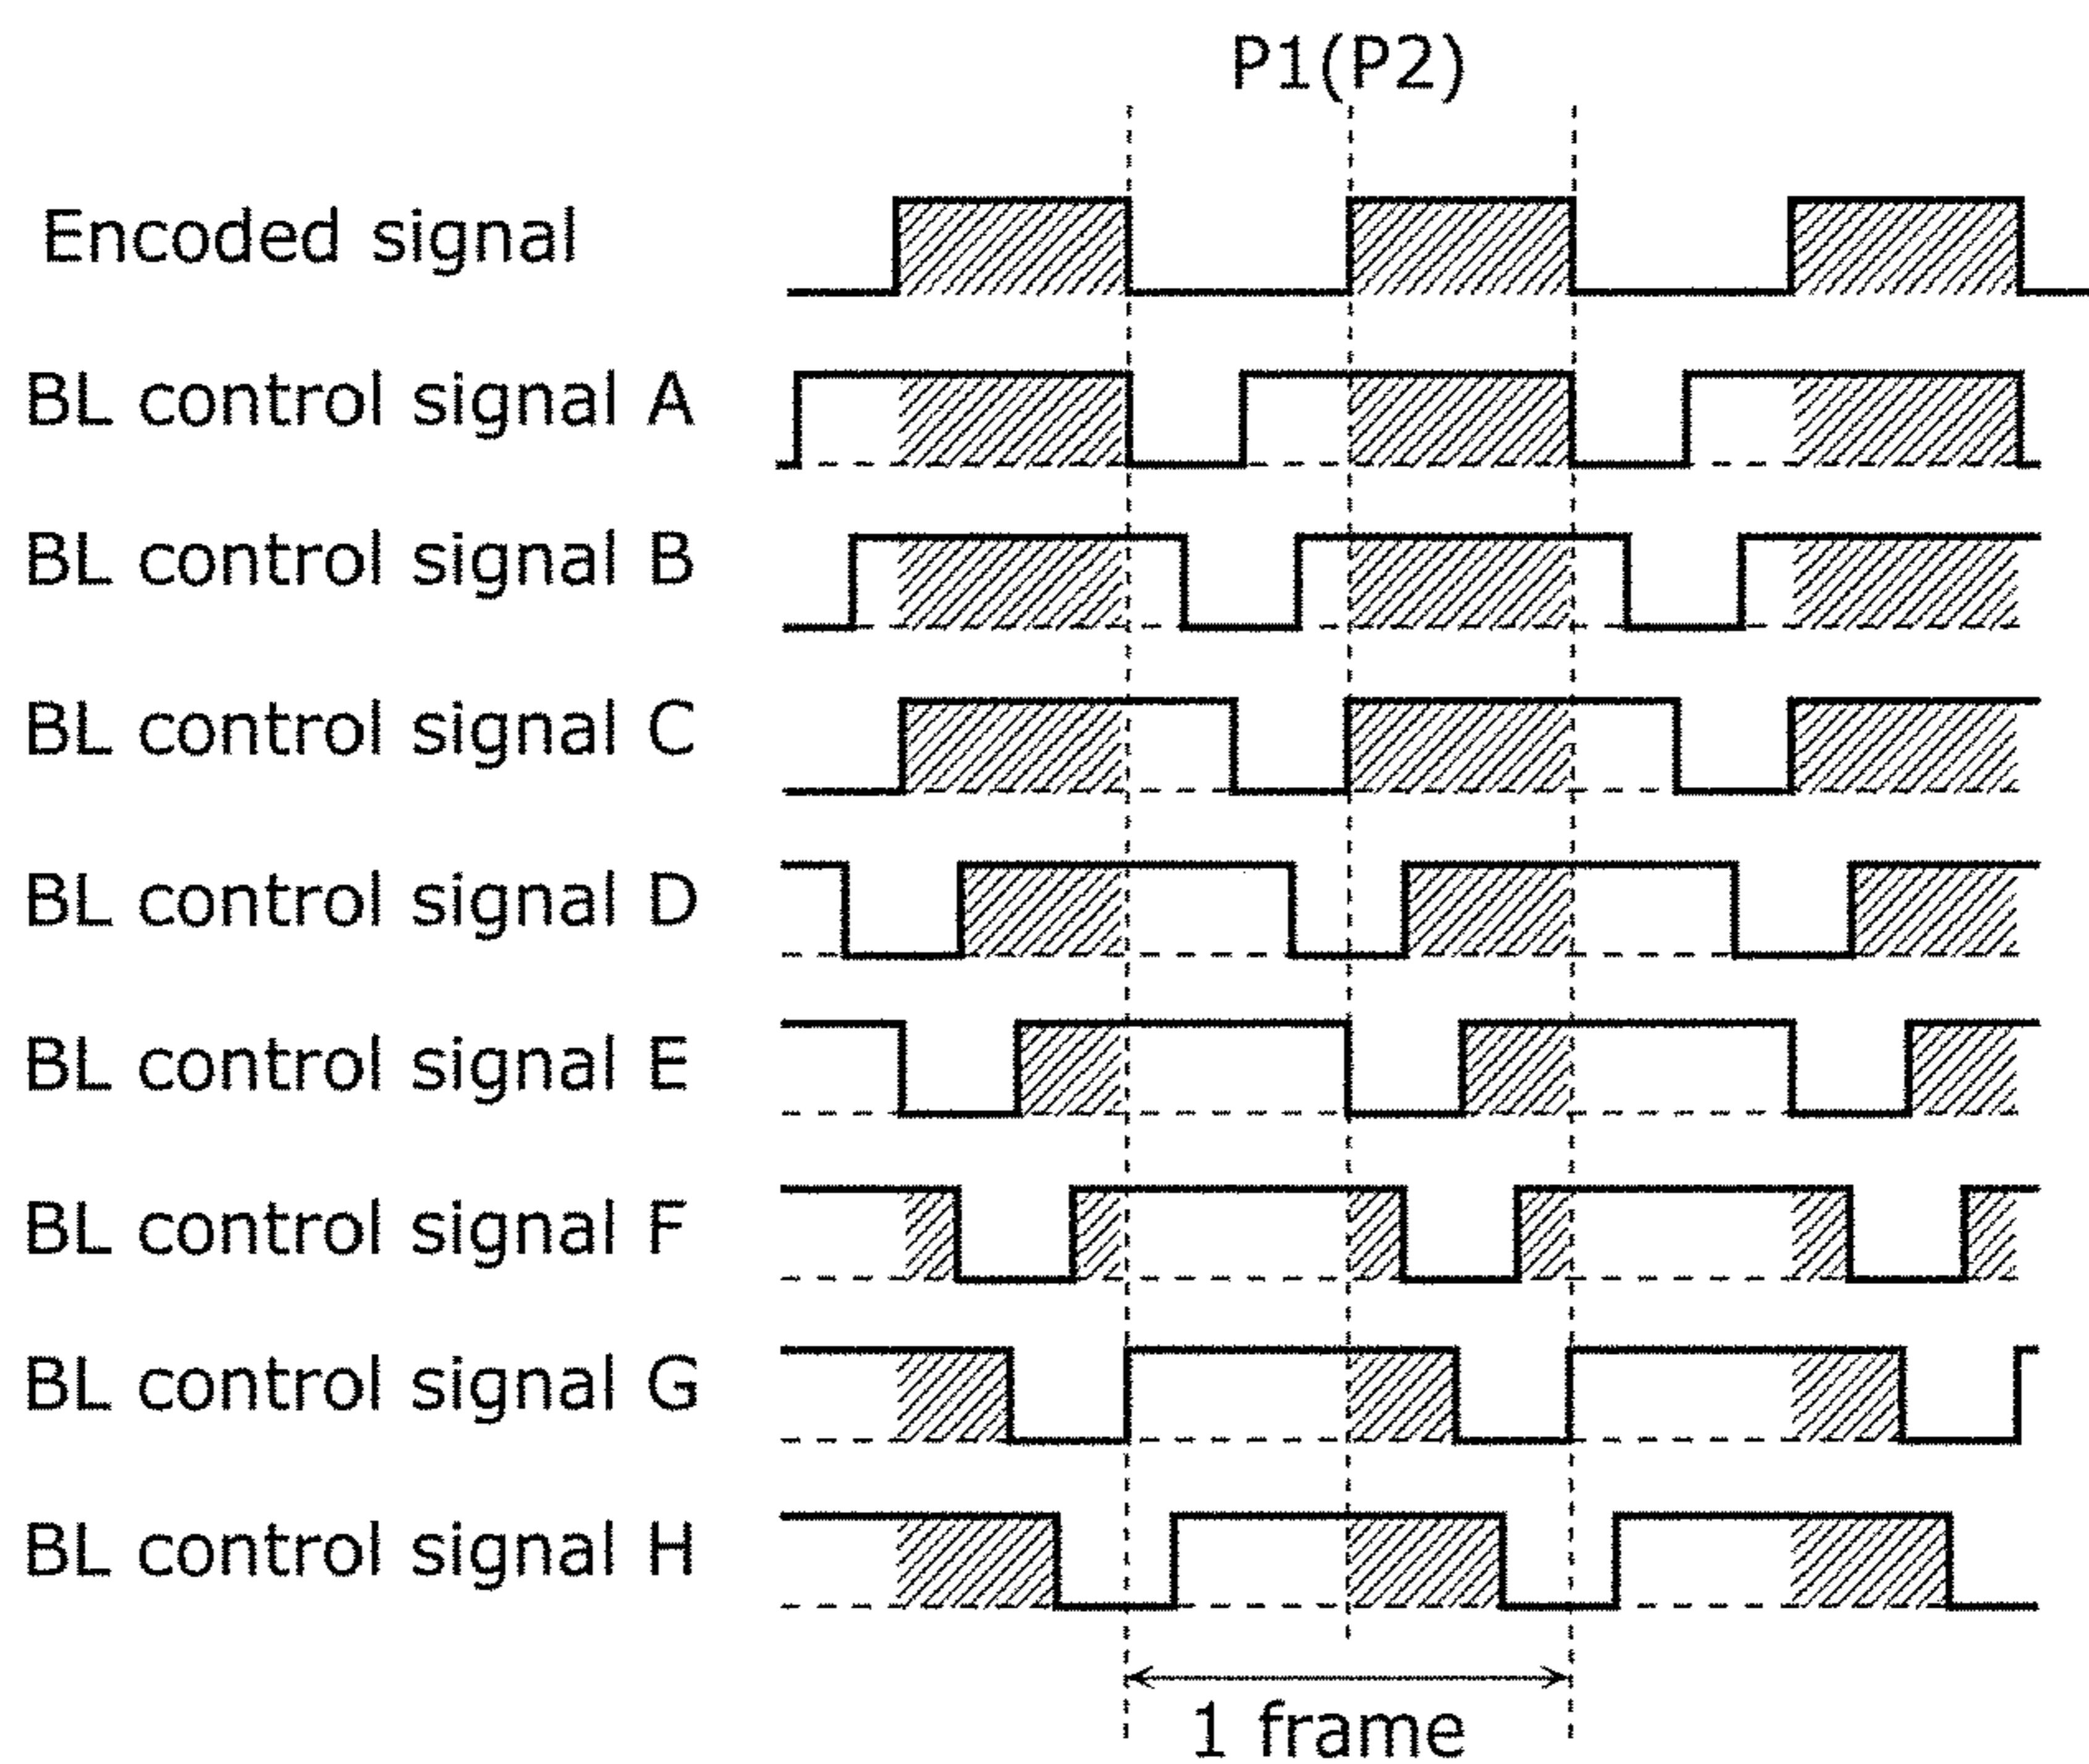 P1(P2)
Encoded signal
BL control signal A
BL control signal B
BL control signal C
BL control signal D
BL control signal E
BL control signal F
BL control signal G
BL control signal H
1 frame